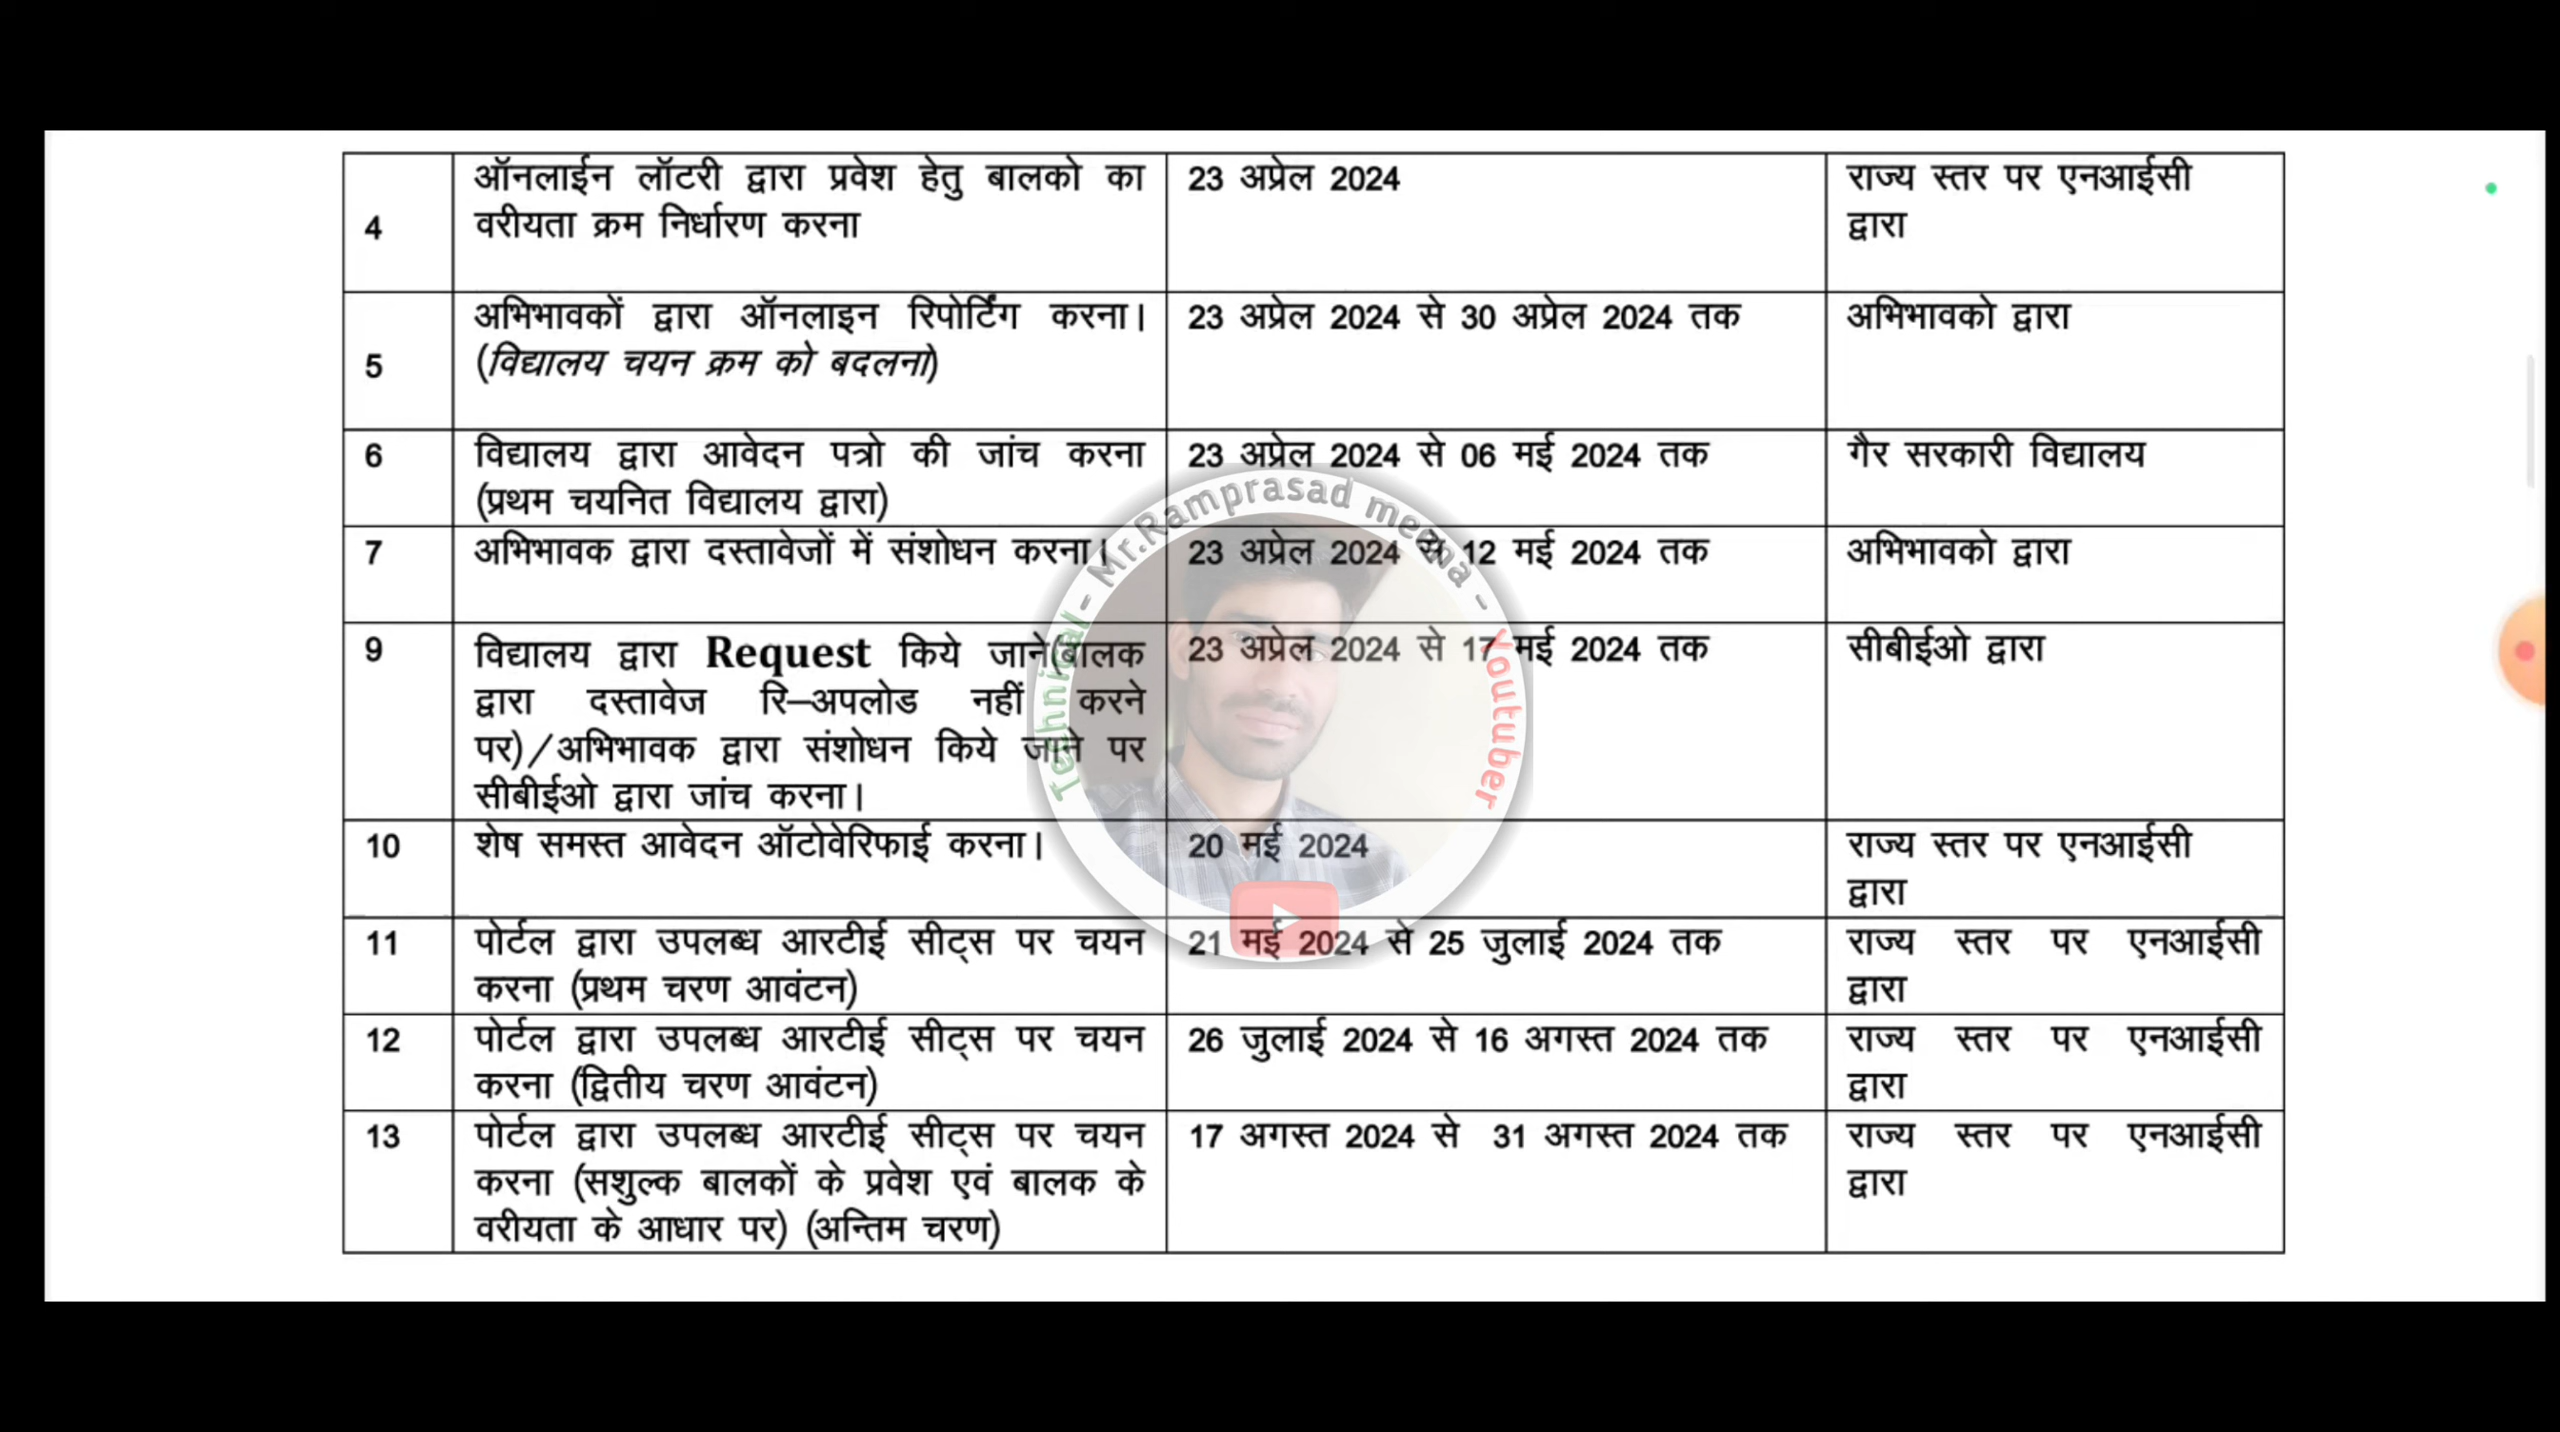 4
ऑनलाईन लॉटरी द्वारा प्रवेश हेतु बालको का
वरीयता क्रम निर्धारण करना
23 अप्रेल 2024
राज्य स्तर पर एनआईसी
द्वारा
5
अभिभावकों द्वारा ऑनलाइन रिपोर्टिंग करना।
(विद्यालय चयन क्रम को बदलना)
23 अप्रेल 2024 से 30 अप्रेल 2024 तक
अभिभावको द्वारा
6
विद्यालय द्वारा आवेदन पत्रो की जांच करना
(प्रथम चयनित विद्यालय द्वारा)
23 अप्रेल 2024 से 06 मई 2024 तक
गैर सरकारी विद्यालय
7
अभिभावक द्वारा दस्तावेजों में संशोधन करना।
23 अप्रेल 2024 से 12 मई 2024 तक
अभिभावको द्वारा
9
विद्यालय द्वारा Request किये जाने(बालक
द्वारा दस्तावेज रि–अपलोड नहीं करने
पर)/अभिभावक द्वारा संशोधन किये जाने पर
सीबीईओ द्वारा जांच करना।
23 अप्रेल 2024 से 17 मई 2024 तक
सीबीईओ द्वारा
10
शेष समस्त आवेदन ऑटोवेरिफाई करना।
20 मई 2024
राज्य स्तर पर एनआईसी
द्वारा
11
पोर्टल द्वारा उपलब्ध आरटीई सीट्स पर चयन
करना (प्रथम चरण आवंटन)
21 मई 2024 से 25 जुलाई 2024 तक
राज्य स्तर पर एनआईसी
द्वारा
12
पोर्टल द्वारा उपलब्ध आरटीई सीट्स पर चयन
करना (द्वितीय चरण आवंटन)
26 जुलाई 2024 से 16 अगस्त 2024 तक
राज्य स्तर पर एनआईसी
द्वारा
13
पोर्टल द्वारा उपलब्ध आरटीई सीट्स पर चयन
करना (सशुल्क बालकों के प्रवेश एवं बालक के
वरीयता के आधार पर) (अन्तिम चरण)
17 अगस्त 2024 से 31 अगस्त 2024 तक
राज्य स्तर पर एनआईसी
द्वारा
Technical - Mr.Ramprasad meena - Youtuber